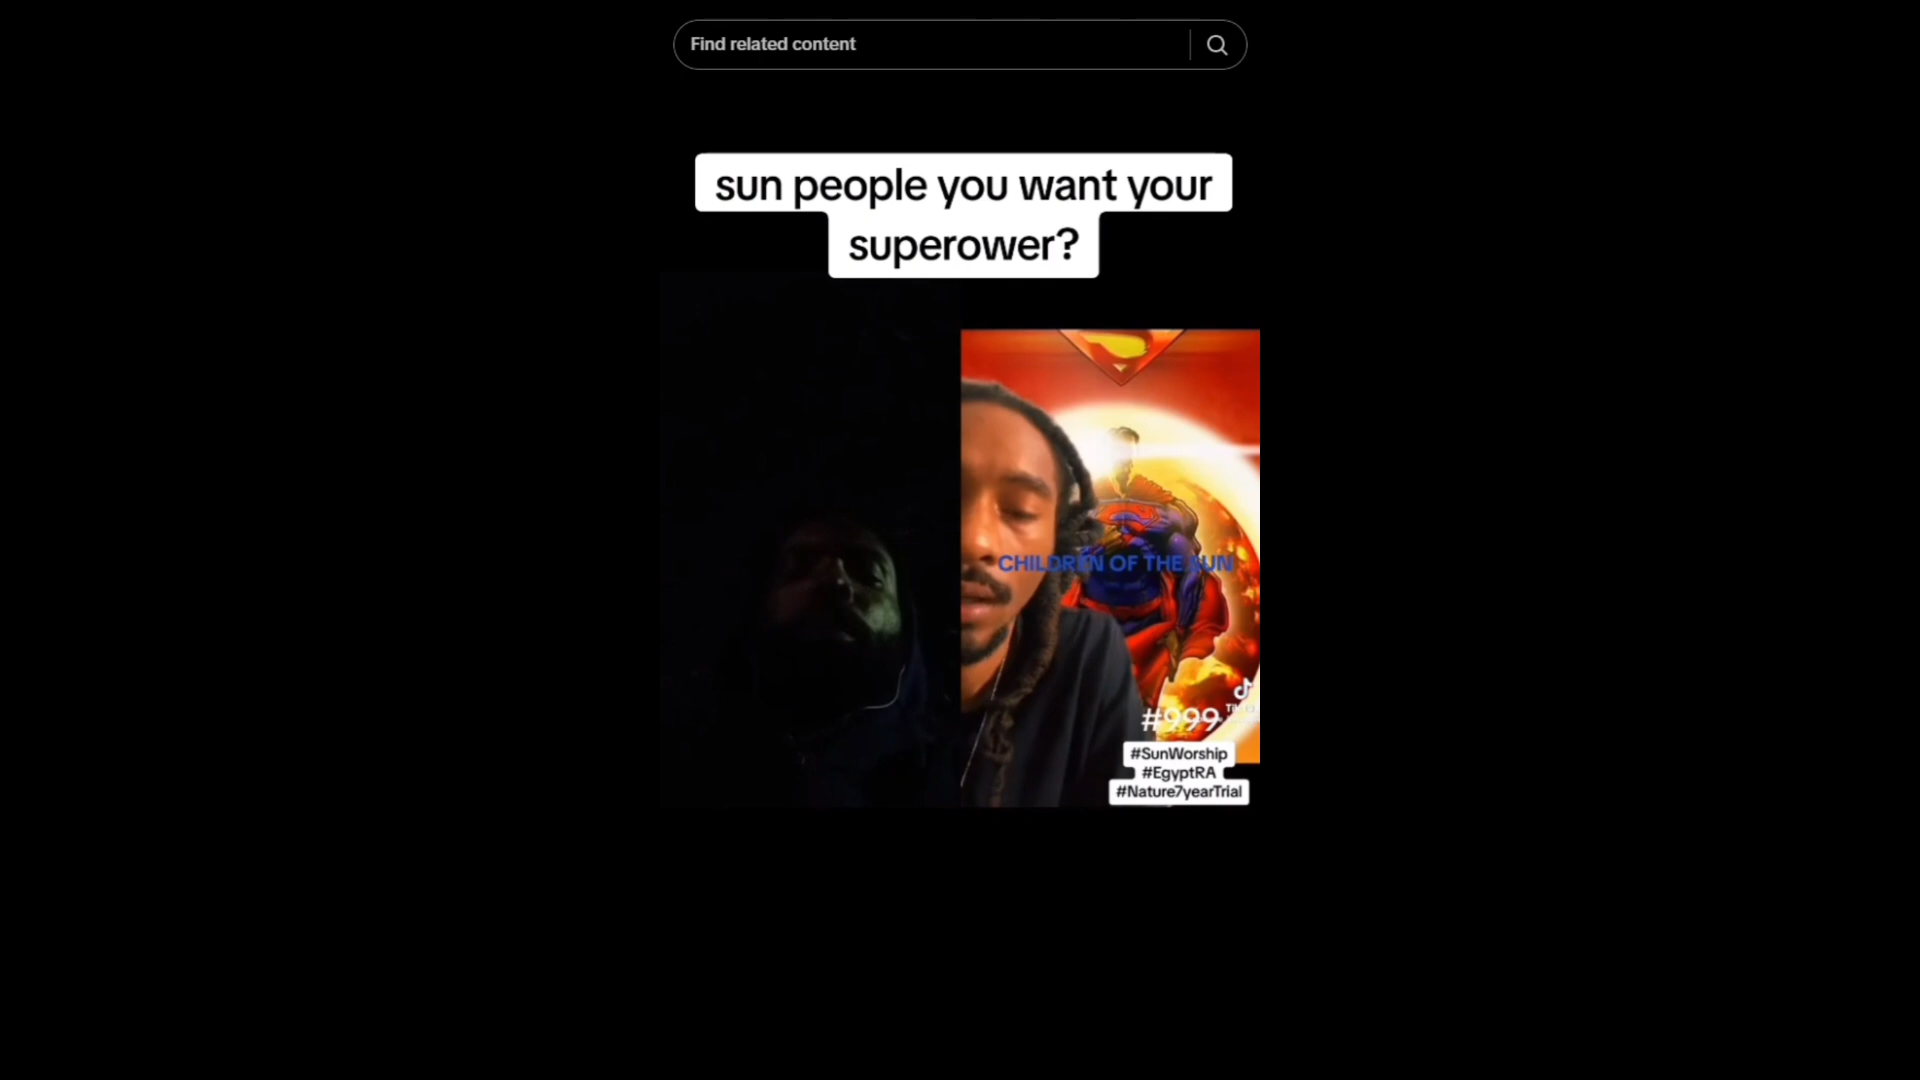 Find related content
sun people you want your
superower?
CHILDREN OF THE SUN
#999
#SunWorship
#EgyptRA
#Nature7yearTrial